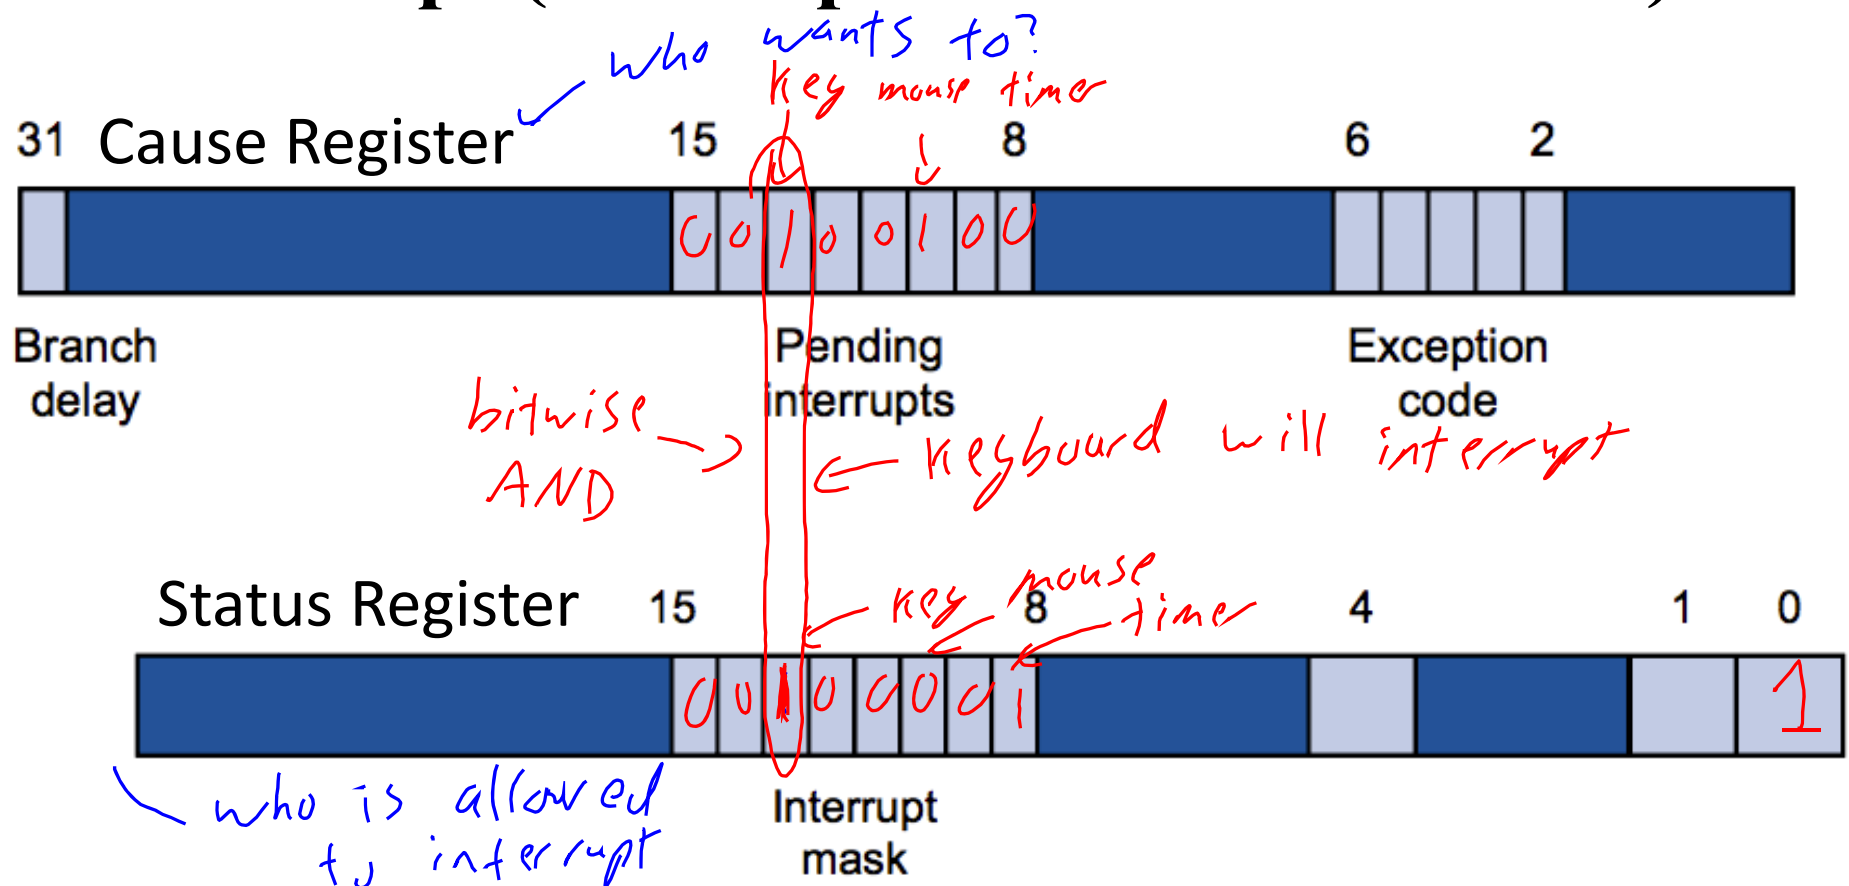 who wants to?
key mouse timer
31 Cause Register 15 8 6 2
0 0 1 0 0 1 0 0
Branch delay
Pending interrupts
Exception code
bitwise AND
keyboard will interrupt
key mouse timer
Status Register 15 8 4 1 0
0 0 1 0 0 0 0 1 1
who is allowed
to interrupt
Interrupt mask